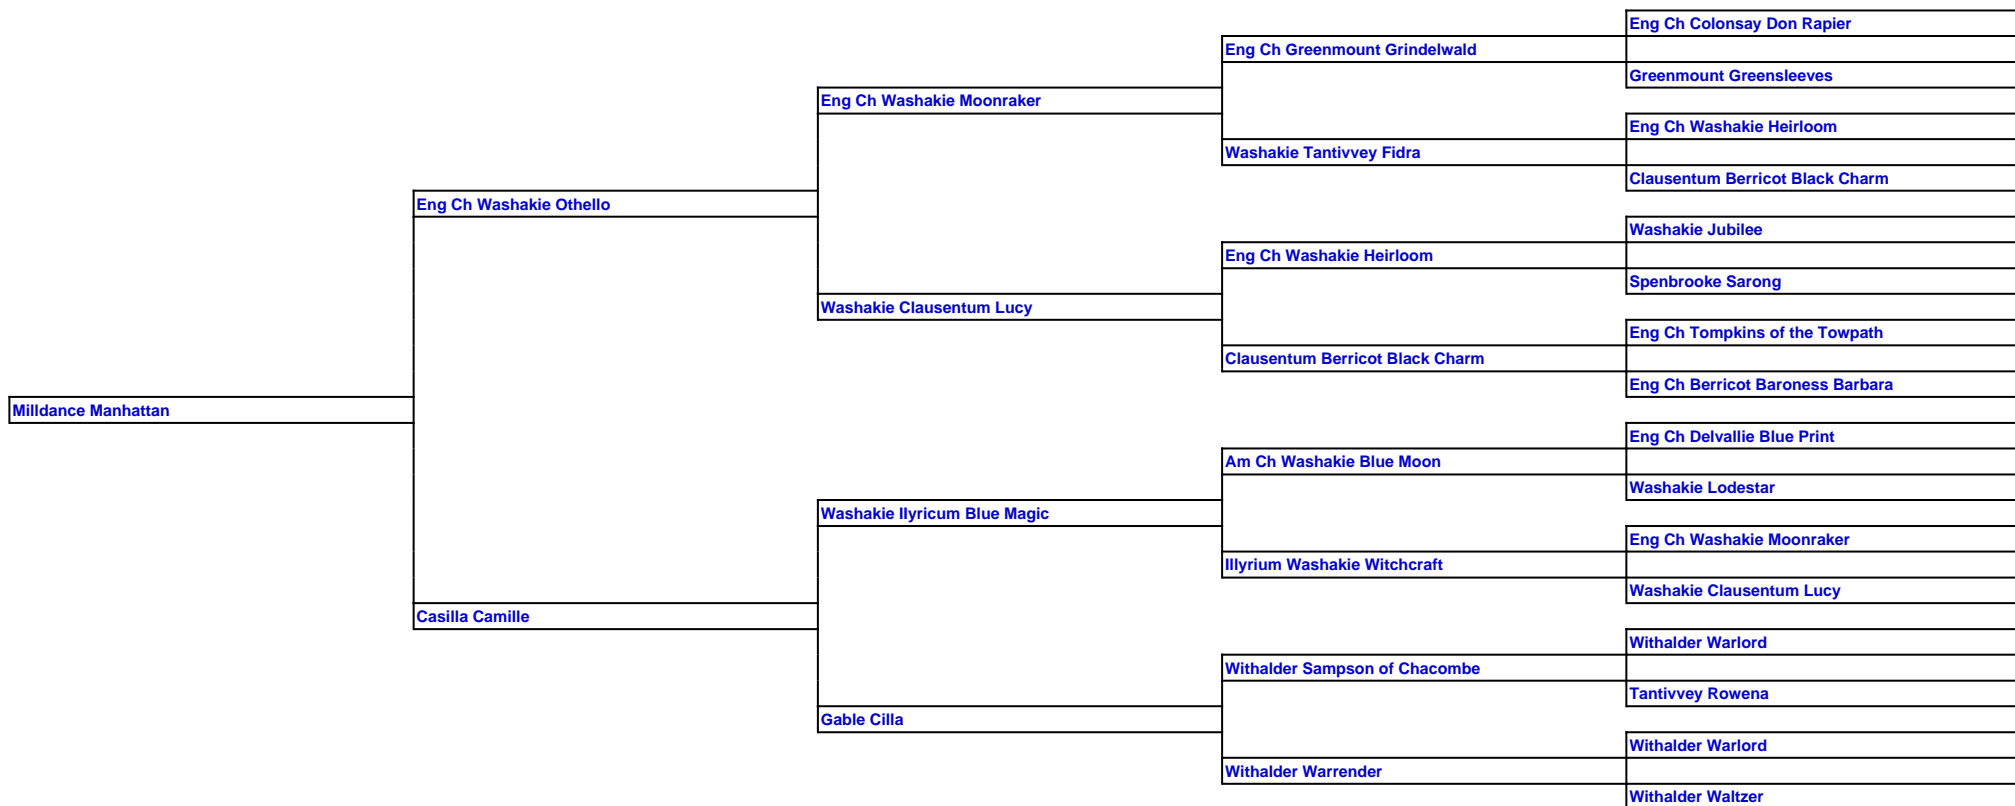 Eng Ch Colonsay Don Rapier
Eng Ch Greenmount Grindelwald
Greenmount Greensleeves
Eng Ch Washakie Moonraker
Eng Ch Washakie Heirloom
Washakie Tantivvey Fidra
Clausentum Berricot Black Charm
Eng Ch Washakie Othello
Washakie Jubilee
Eng Ch Washakie Heirloom
Spenbrooke Sarong
Washakie Clausentum Lucy
Eng Ch Tompkins of the Towpath
Clausentum Berricot Black Charm
Eng Ch Berricot Baroness Barbara
Milldance Manhattan
Eng Ch Delvallie Blue Print
Am Ch Washakie Blue Moon
Washakie Lodestar
Washakie Ilyricum Blue Magic
Eng Ch Washakie Moonraker
Illyrium Washakie Witchcraft
Washakie Clausentum Lucy
Casilla Camille
Withalder Warlord
Withalder Sampson of Chacombe
Tantivvey Rowena
Gable Cilla
Withalder Warlord
Withalder Warrender
Withalder Waltzer